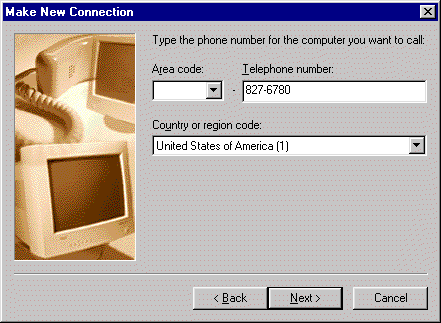 Make New Connection
Type the phone number for the computer you want to call:
Area code: Telephone number:
- 827-6780
Country or region code:
United States of America (1)
< Back Next > Cancel